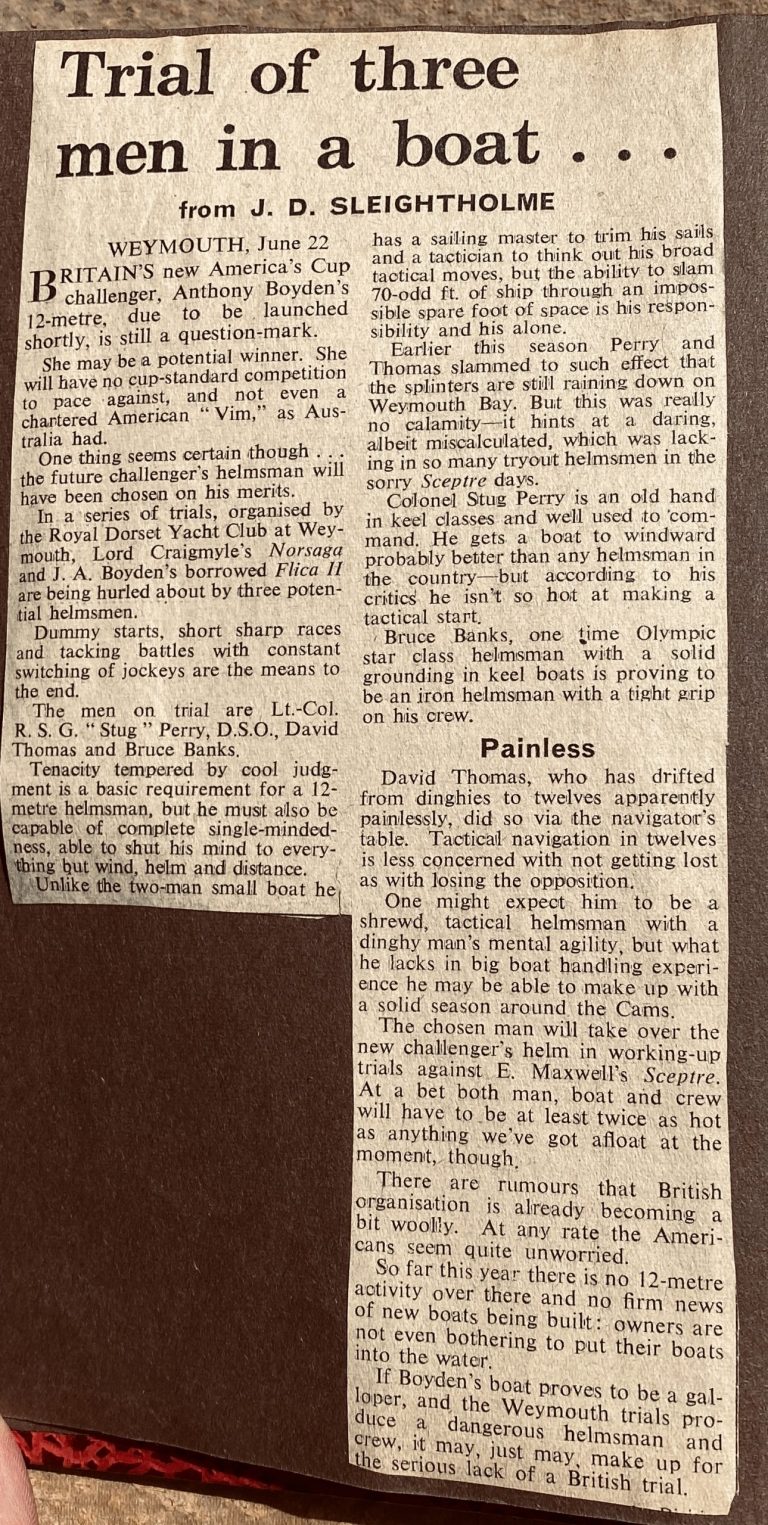 Trial of three
men in a boat . . .
from J. D. SLEIGHTHOLME
WEYMOUTH, June 22
BRITAIN'S new America's Cup
challenger, Anthony Boyden's
12-metre, due to be launched
shortly, is still a question-mark.
She may be a potential winner. She
will have no cup-standard competition
to pace against, and not even a
chartered American "Vim," as Aus-
tralia had.
One thing seems certain though . . .
the future challenger's helmsman will
have been chosen on his merits.
In a series of trials, organised by
the Royal Dorset Yacht Club at Wey-
mouth, Lord Craigmyle's Norsaga
and J. A. Boyden's borrowed Flica II
are being hurled about by three poten-
tial helmsmen.
Dummy starts, short sharp races
and tacking battles with constant
switching of jockeys are the means to
the end.
The men on trial are Lt.-Col.
R. S. G. "Stug" Perry, D.S.O., David
Thomas and Bruce Banks.
Tenacity tempered by cool judg-
ment is a basic requirement for a 12-
metre helmsman, but he must also be
capable of complete single-minded-
ness, able to shut his mind to every-
thing but wind, helm and distance.
Unlike the two-man small boat he
has a sailing master to trim his sails
and a tactician to think out his broad
tactical moves, but the ability to slam
70-odd ft. of ship through an impos-
sible spare foot of space is his respon-
sibility and his alone.
Earlier this season Perry and
Thomas slammed to such effect that
the splinters are still raining down on
Weymouth Bay. But this was really
no calamity—it hints at a daring,
albeit miscalculated, which was lack-
ing in so many tryout helmsmen in the
sorry Sceptre days.
Colonel Stug Perry is an old hand
in keel classes and well used to com-
mand. He gets a boat to windward
probably better than any helmsman in
the country—but according to his
critics he isn't so hot at making a
tactical start.
Bruce Banks, one time Olympic
star class helmsman with a solid
grounding in keel boats is proving to
be an iron helmsman with a tight grip
on his crew.
Painless
David Thomas, who has drifted
from dinghies to twelves apparently
painlessly, did so via the navigator's
table. Tactical navigation in twelves
is less concerned with not getting lost
as with losing the opposition.
One might expect him to be a
shrewd, tactical helmsman with a
dinghy man's mental agility, but what
he lacks in big boat handling experi-
ence he may be able to make up with
a solid season around the Cams.
The chosen man will take over the
new challenger's helm in working-up
trials against E. Maxwell's Sceptre.
At a bet both man, boat and crew
will have to be at least twice as hot
as anything we've got afloat at the
moment, though.
There are rumours that British
organisation is already becoming a
bit woolly. At any rate the Ameri-
cans seem quite unworried.
So far this year there is no 12-metre
activity over there and no firm news
of new boats being built: owners are
not even bothering to put their boats
into the water.
If Boyden's boat proves to be a gal-
loper, and the Weymouth trials pro-
duce a dangerous helmsman and
crew, it may, just may, make up for
the serious lack of a British trial.